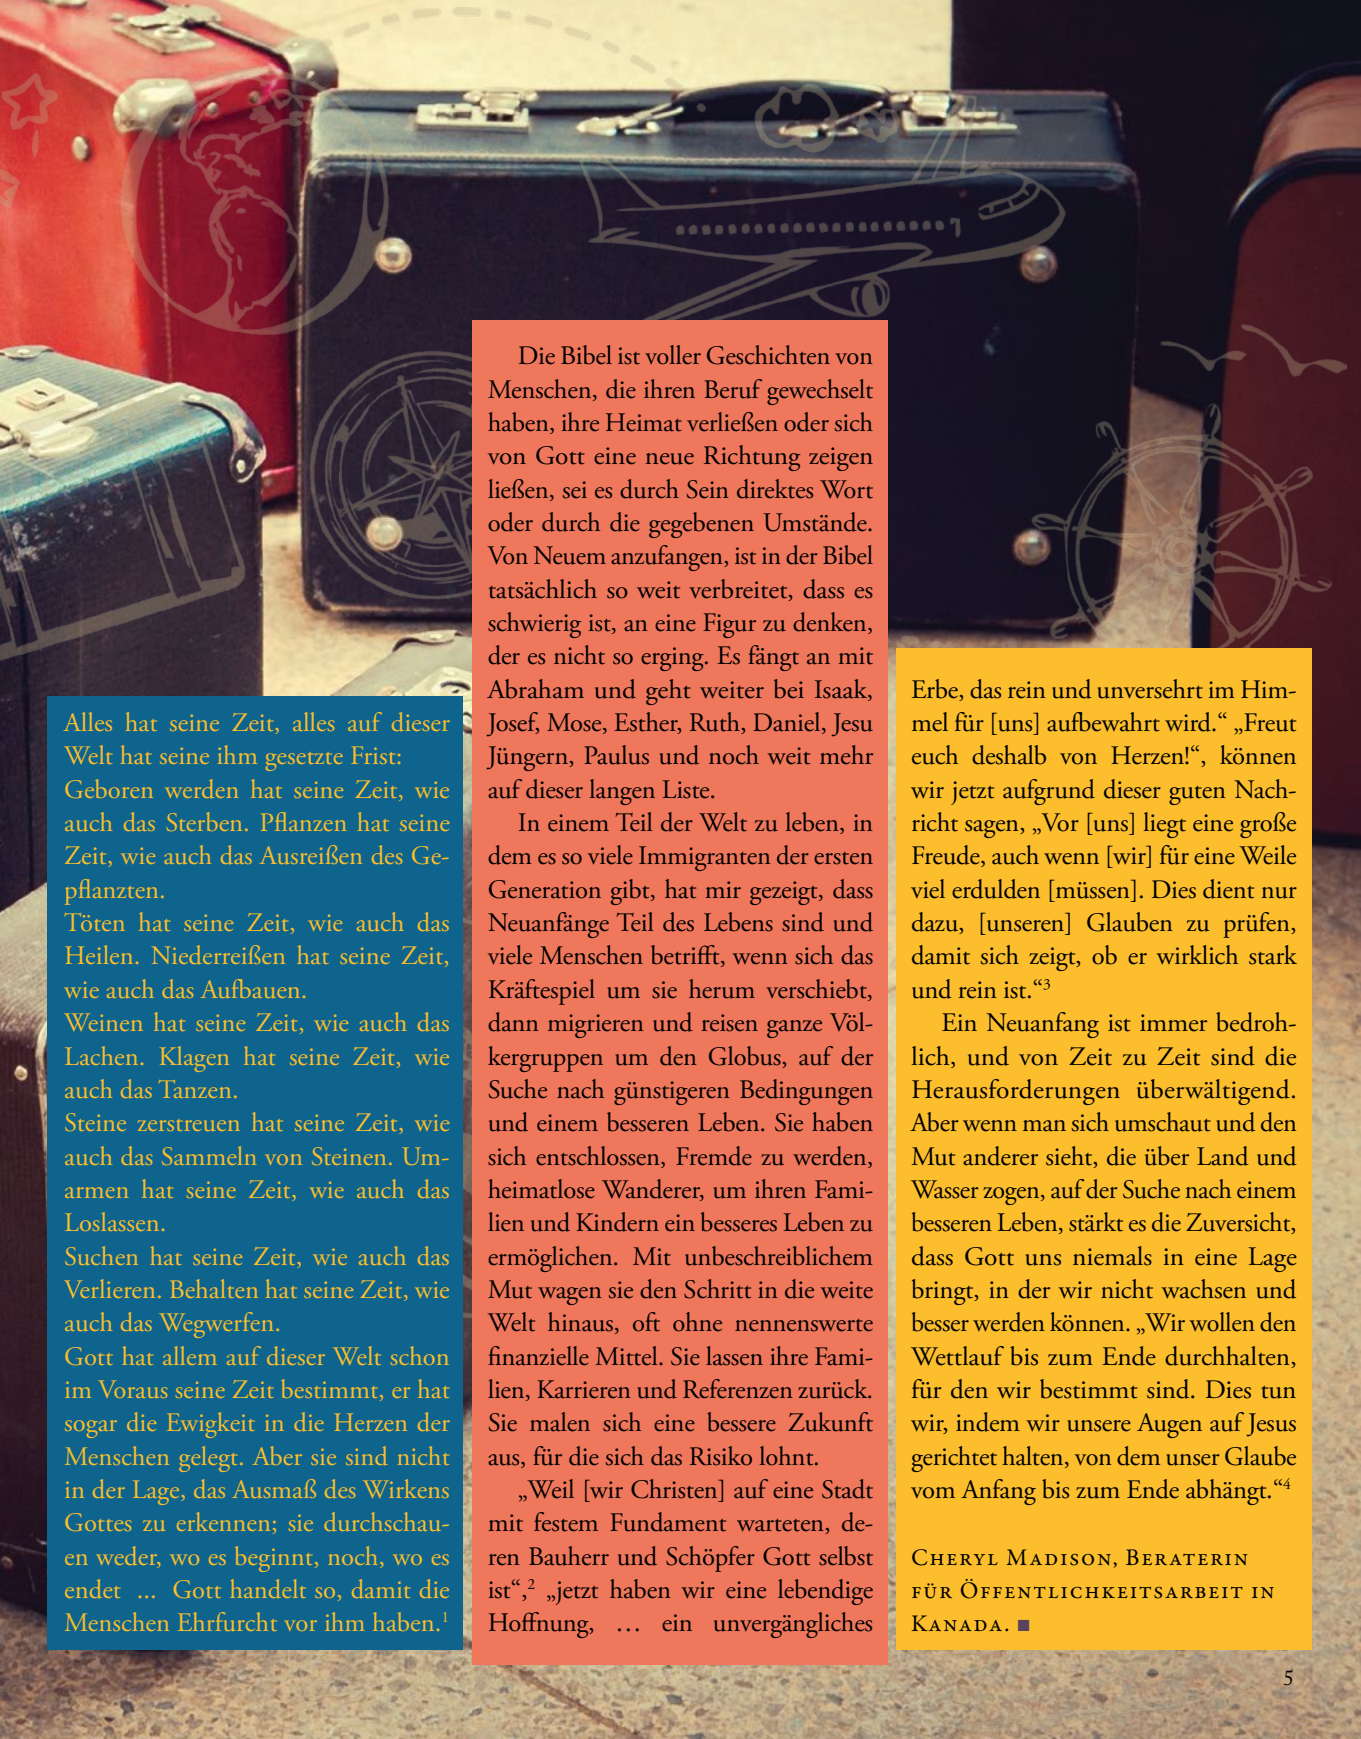 Alles hat seine Zeit, alles auf dieser
Welt hat seine ihm gesetzte Frist:
Geboren werden hat seine Zeit, wie
auch das Sterben. Pflanzen hat seine
Zeit, wie auch das Ausreißen des Ge-
pflanzten.
Töten hat seine Zeit, wie auch das
Heilen. Niederreißen hat seine Zeit,
wie auch das Aufbauen.
Weinen hat seine Zeit, wie auch das
Lachen. Klagen hat seine Zeit, wie
auch das Tanzen.
Steine zerstreuen hat seine Zeit, wie
auch das Sammeln von Steinen. Um-
armen hat seine Zeit, wie auch das
Loslassen.
Suchen hat seine Zeit, wie auch das
Verlieren. Behalten hat seine Zeit, wie
auch das Wegwerfen.
Gott hat allem auf dieser Welt schon
im Voraus seine Zeit bestimmt, er hat
sogar die Ewigkeit in die Herzen der
Menschen gelegt. Aber sie sind nicht
in der Lage, das Ausmaß des Wirkens
Gottes zu erkennen; sie durchschau-
en weder, wo es beginnt, noch, wo es
endet ... Gott handelt so, damit die
Menschen Ehrfurcht vor ihm haben.¹
Die Bibel ist voller Geschichten von
Menschen, die ihren Beruf gewechselt
haben, ihre Heimat verließen oder sich
von Gott eine neue Richtung zeigen
ließen, sei es durch Sein direktes Wort
oder durch die gegebenen Umstände.
Von Neuem anzufangen, ist in der Bibel
tatsächlich so weit verbreitet, dass es
schwierig ist, an eine Figur zu denken,
der es nicht so erging. Es fängt an mit
Abraham und geht weiter bei Isaak,
Josef, Mose, Esther, Ruth, Daniel, Jesu
Jüngern, Paulus und noch weit mehr
auf dieser langen Liste.
In einem Teil der Welt zu leben, in
dem es so viele Immigranten der ersten
Generation gibt, hat mir gezeigt, dass
Neuanfänge Teil des Lebens sind und
viele Menschen betrifft, wenn sich das
Kräftespiel um sie herum verschiebt,
dann migrieren und reisen ganze Völ-
kergruppen um den Globus, auf der
Suche nach günstigeren Bedingungen
und einem besseren Leben. Sie haben
sich entschlossen, Fremde zu werden,
heimatlose Wanderer, um ihren Fami-
lien und Kindern ein besseres Leben zu
ermöglichen. Mit unbeschreiblichem
Mut wagen sie den Schritt in die weite
Welt hinaus, oft ohne nennenswerte
finanzielle Mittel. Sie lassen ihre Fami-
lien, Karrieren und Referenzen zurück.
Sie malen sich eine bessere Zukunft
aus, für die sich das Risiko lohnt.
„Weil [wir Christen] auf eine Stadt
mit festem Fundament warteten, de-
ren Bauherr und Schöpfer Gott selbst
ist“,² „jetzt haben wir eine lebendige
Hoffnung, … ein unvergängliches
Erbe, das rein und unversehrt im Him-
mel für [uns] aufbewahrt wird.“ „Freut
euch deshalb von Herzen!“, können
wir jetzt aufgrund dieser guten Nach-
richt sagen, „Vor [uns] liegt eine große
Freude, auch wenn [wir] für eine Weile
viel erdulden [müssen]. Dies dient nur
dazu, [unseren] Glauben zu prüfen,
damit sich zeigt, ob er wirklich stark
und rein ist.“³
Ein Neuanfang ist immer bedroh-
lich, und von Zeit zu Zeit sind die
Herausforderungen überwältigend.
Aber wenn man sich umschaut und den
Mut anderer sieht, die über Land und
Wasser zogen, auf der Suche nach einem
besseren Leben, stärkt es die Zuversicht,
dass Gott uns niemals in eine Lage
bringt, in der wir nicht wachsen und
besser werden können. „Wir wollen den
Wettlauf bis zum Ende durchhalten,
für den wir bestimmt sind. Dies tun
wir, indem wir unsere Augen auf Jesus
gerichtet halten, von dem unser Glaube
vom Anfang bis zum Ende abhängt.“⁴
Cheryl Madison, Beraterin
für Öffentlichkeitsarbeit in
Kanada. ■
5